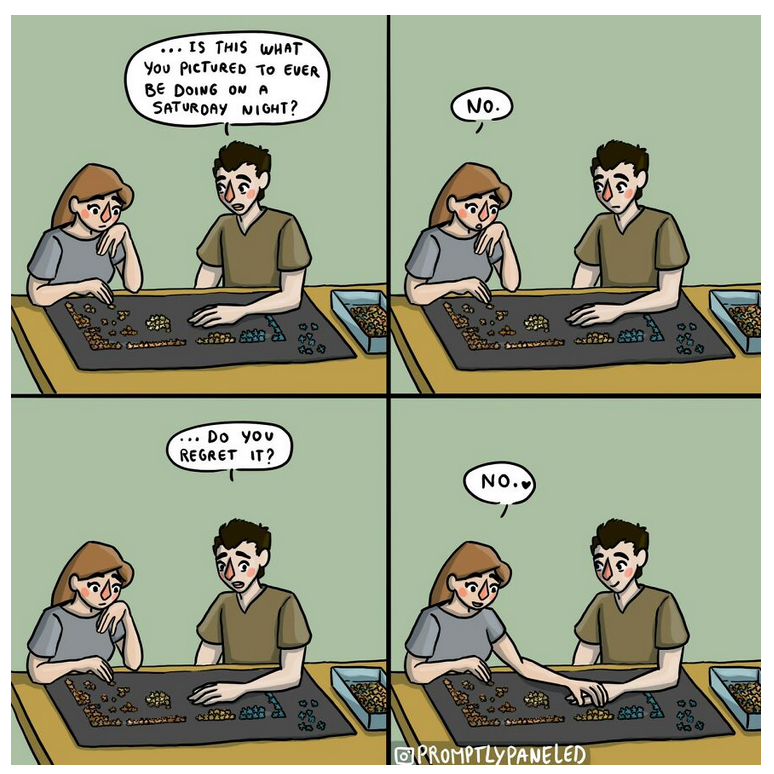 ... IS THIS WHAT
YOU PICTURED TO EVER
BE DOING ON A
SATURDAY NIGHT?
NO.
... DO YOU
REGRET IT?
NO.♥
PROMPTLYPANELED